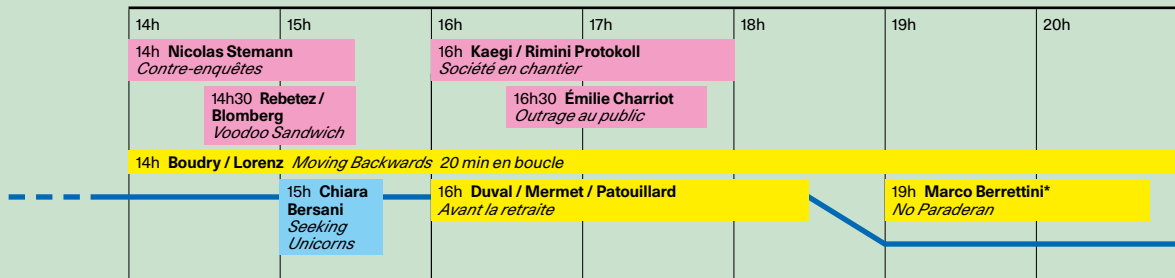 14h 15h 16h 17h 18h 19h 20h
14h Nicolas Stemann
Contre-enquêtes
16h Kaegi / Rimini Protokoll
Société en chantier
14h30 Rebetez /
Blomberg
Voodoo Sandwich
16h30 Émilie Charriot
Outrage au public
14h Boudry / Lorenz Moving Backwards 20 min en boucle
15h Chiara
Bersani
Seeking
Unicorns
16h Duval / Mermet / Patouillard
Avant la retraite
19h Marco Berrettini*
No Paraderan